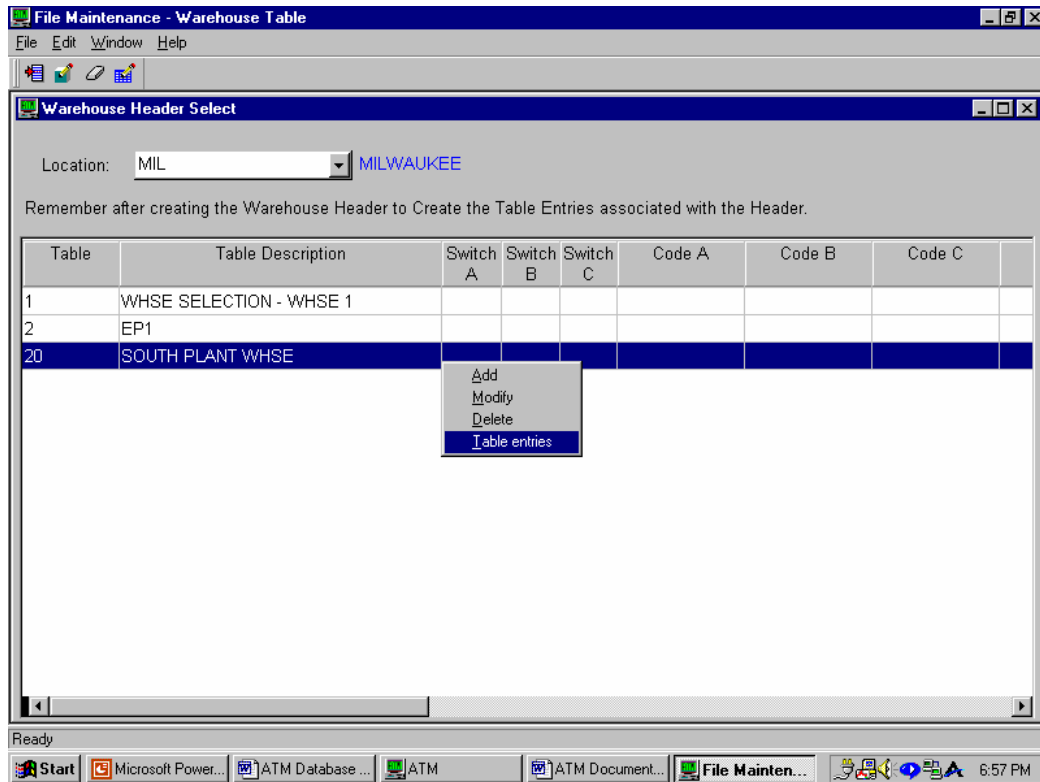 File Maintenance - Warehouse Table
File Edit Window Help
Warehouse Header Select
Location: MIL MILWAUKEE
Remember after creating the Warehouse Header to Create the Table Entries associated with the Header.
Table Table Description Switch A Switch B Switch C Code A Code B Code C
1 WHSE SELECTION - WHSE 1
2 EP1
20 SOUTH PLANT WHSE
Add
Modify
Delete
Table entries
Ready
Start Microsoft Power... ATM Database ... ATM ATM Document... File Mainten... 6:57 PM